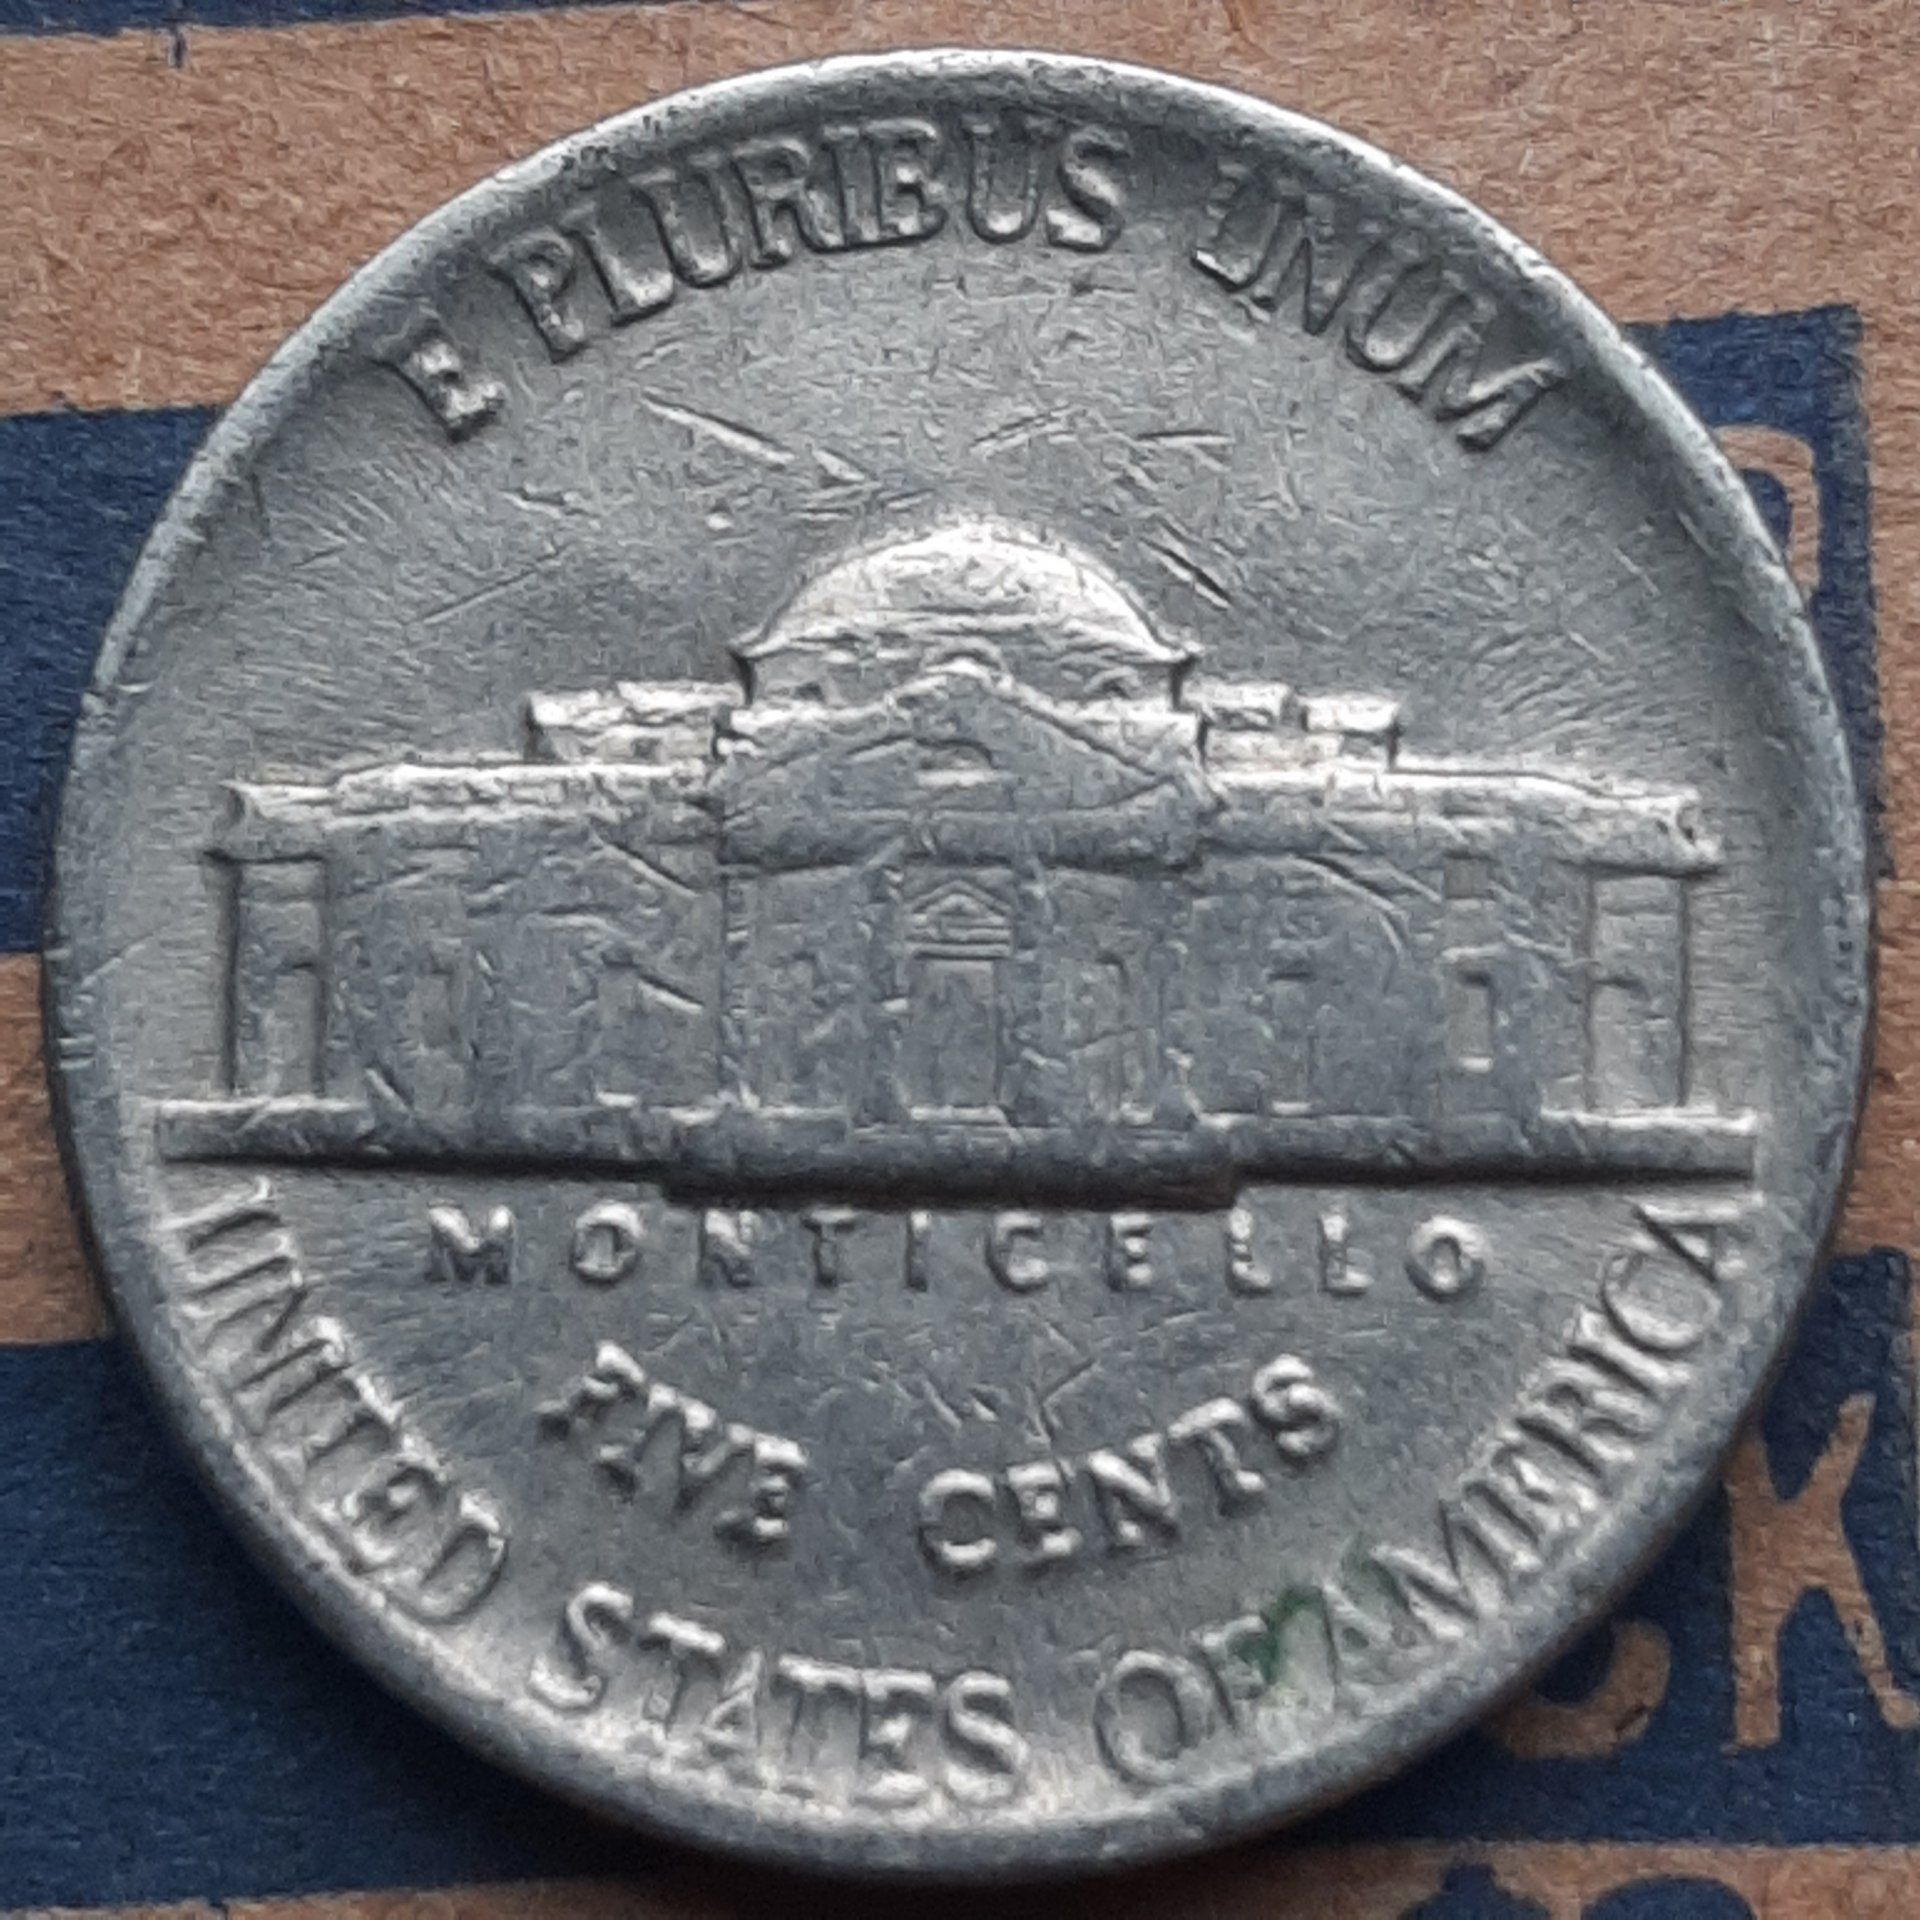 E PLURIBUS UNUM
MONTICELLO
FIVE CENTS
UNITED STATES OF AMERICA